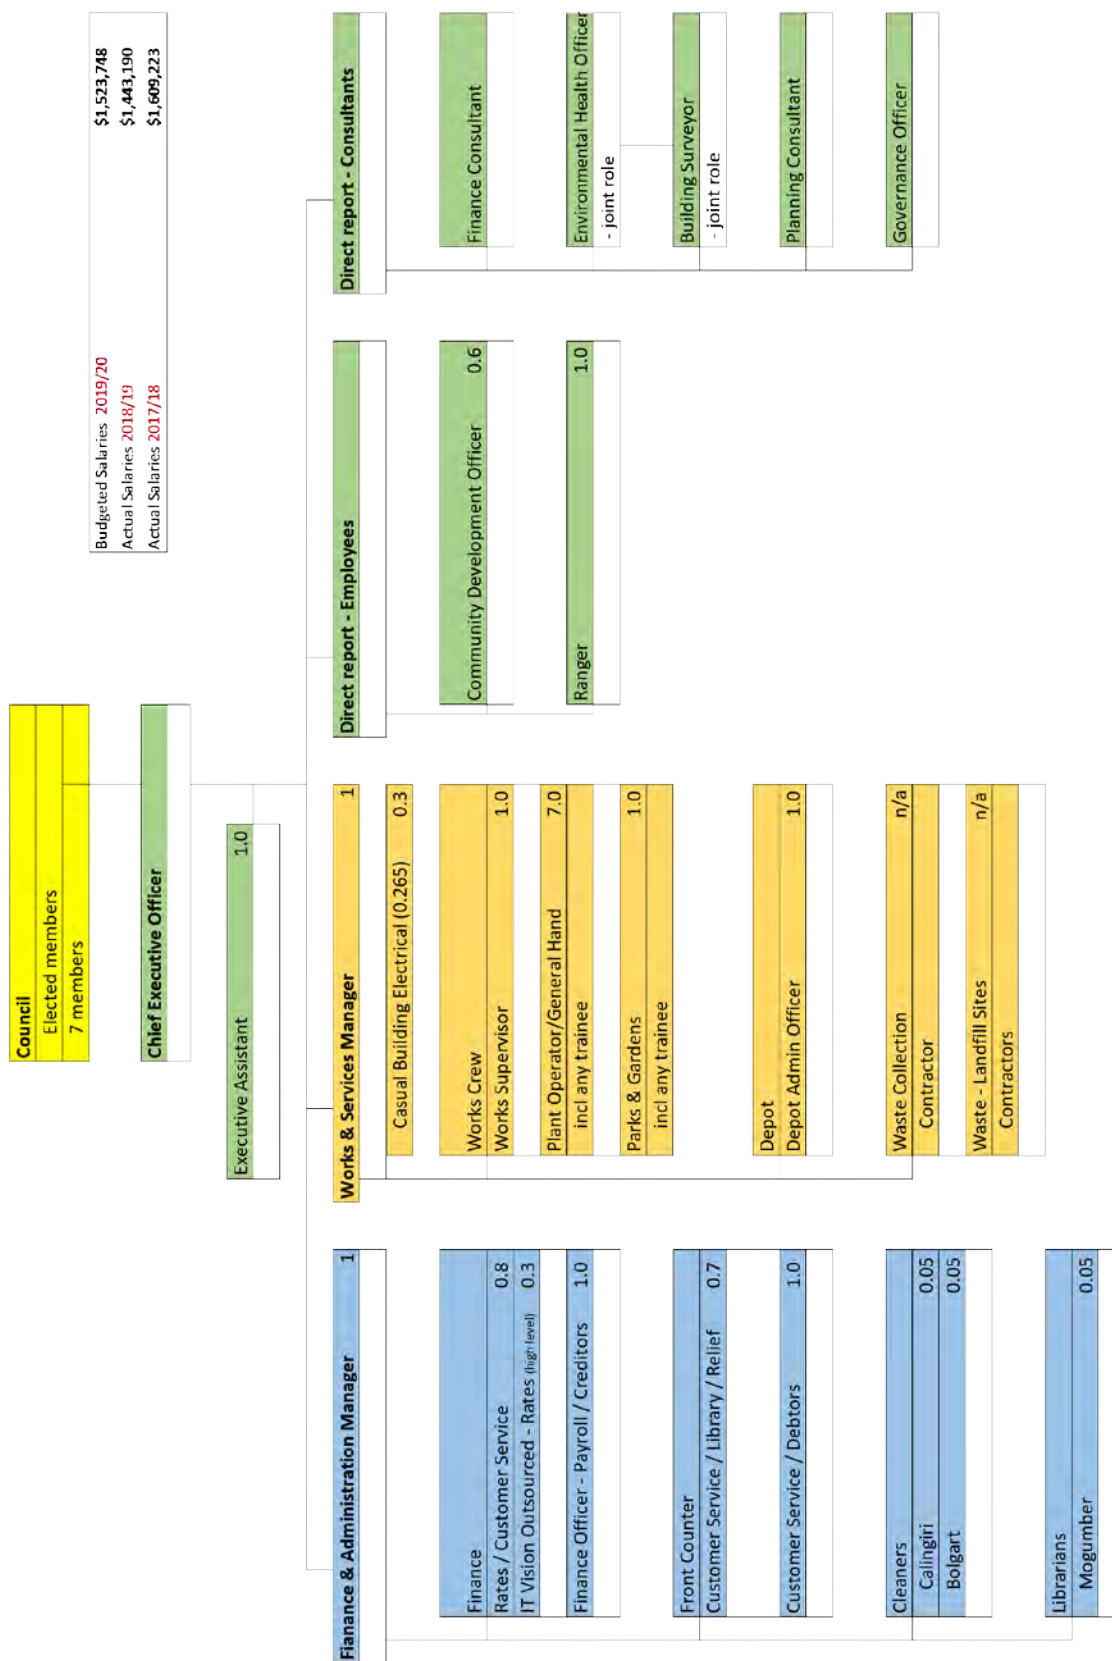 Council
Elected members
7 members
Budgeted Salaries 2019/20 $1,523,748
Actual Salaries 2018/19 $1,443,190
Actual Salaries 2017/18 $1,609,223
Chief Executive Officer
Executive Assistant 1.0
Fianance & Administration Manager 1
Finance
Rates / Customer Service 0.8
IT Vision Outsourced - Rates (high level) 0.3
Finance Officer - Payroll / Creditors 1.0
Front Counter
Customer Service / Library / Relief 0.7
Customer Service / Debtors 1.0
Cleaners
Calingiri 0.05
Bolgart 0.05
Librarians
Mogumber 0.05
Works & Services Manager 1
Casual Building Electrical (0.265) 0.3
Works Crew
Works Supervisor 1.0
Plant Operator/General Hand 7.0
incl any trainee
Parks & Gardens 1.0
incl any trainee
Depot
Depot Admin Officer 1.0
Waste Collection n/a
Contractor
Waste - Landfill Sites n/a
Contractors
Direct report - Employees
Community Development Officer 0.6
Ranger 1.0
Direct report - Consultants
Finance Consultant
Environmental Health Officer
- joint role
Building Surveyor
- joint role
Planning Consultant
Governance Officer